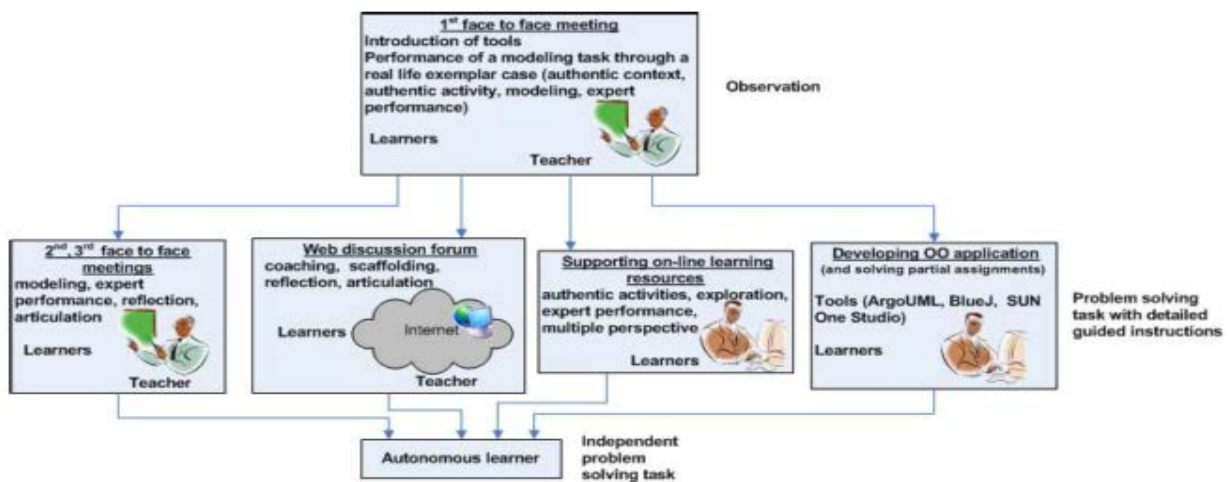 1st face to face meeting
Introduction of tools
Performance of a modeling task through a
real life exemplar case (authentic context,
authentic activity, modeling, expert
performance)
Learners
Teacher
Observation
2nd, 3rd face to face
meetings
modeling, expert
performance, reflection,
articulation
Learners
Teacher
Web discussion forum
coaching, scaffolding,
reflection, articulation
Learners
Internet
Teacher
Supporting on-line learning
resources
authentic activities, exploration,
expert performance,
multiple perspective
Learners
Developing OO application
(and solving partial assignments)
Tools (ArgoUML, BlueJ, SUN
One Studio)
Learners
Problem solving
task with detailed
guided instructions
Autonomous learner
Independent
problem
solving task